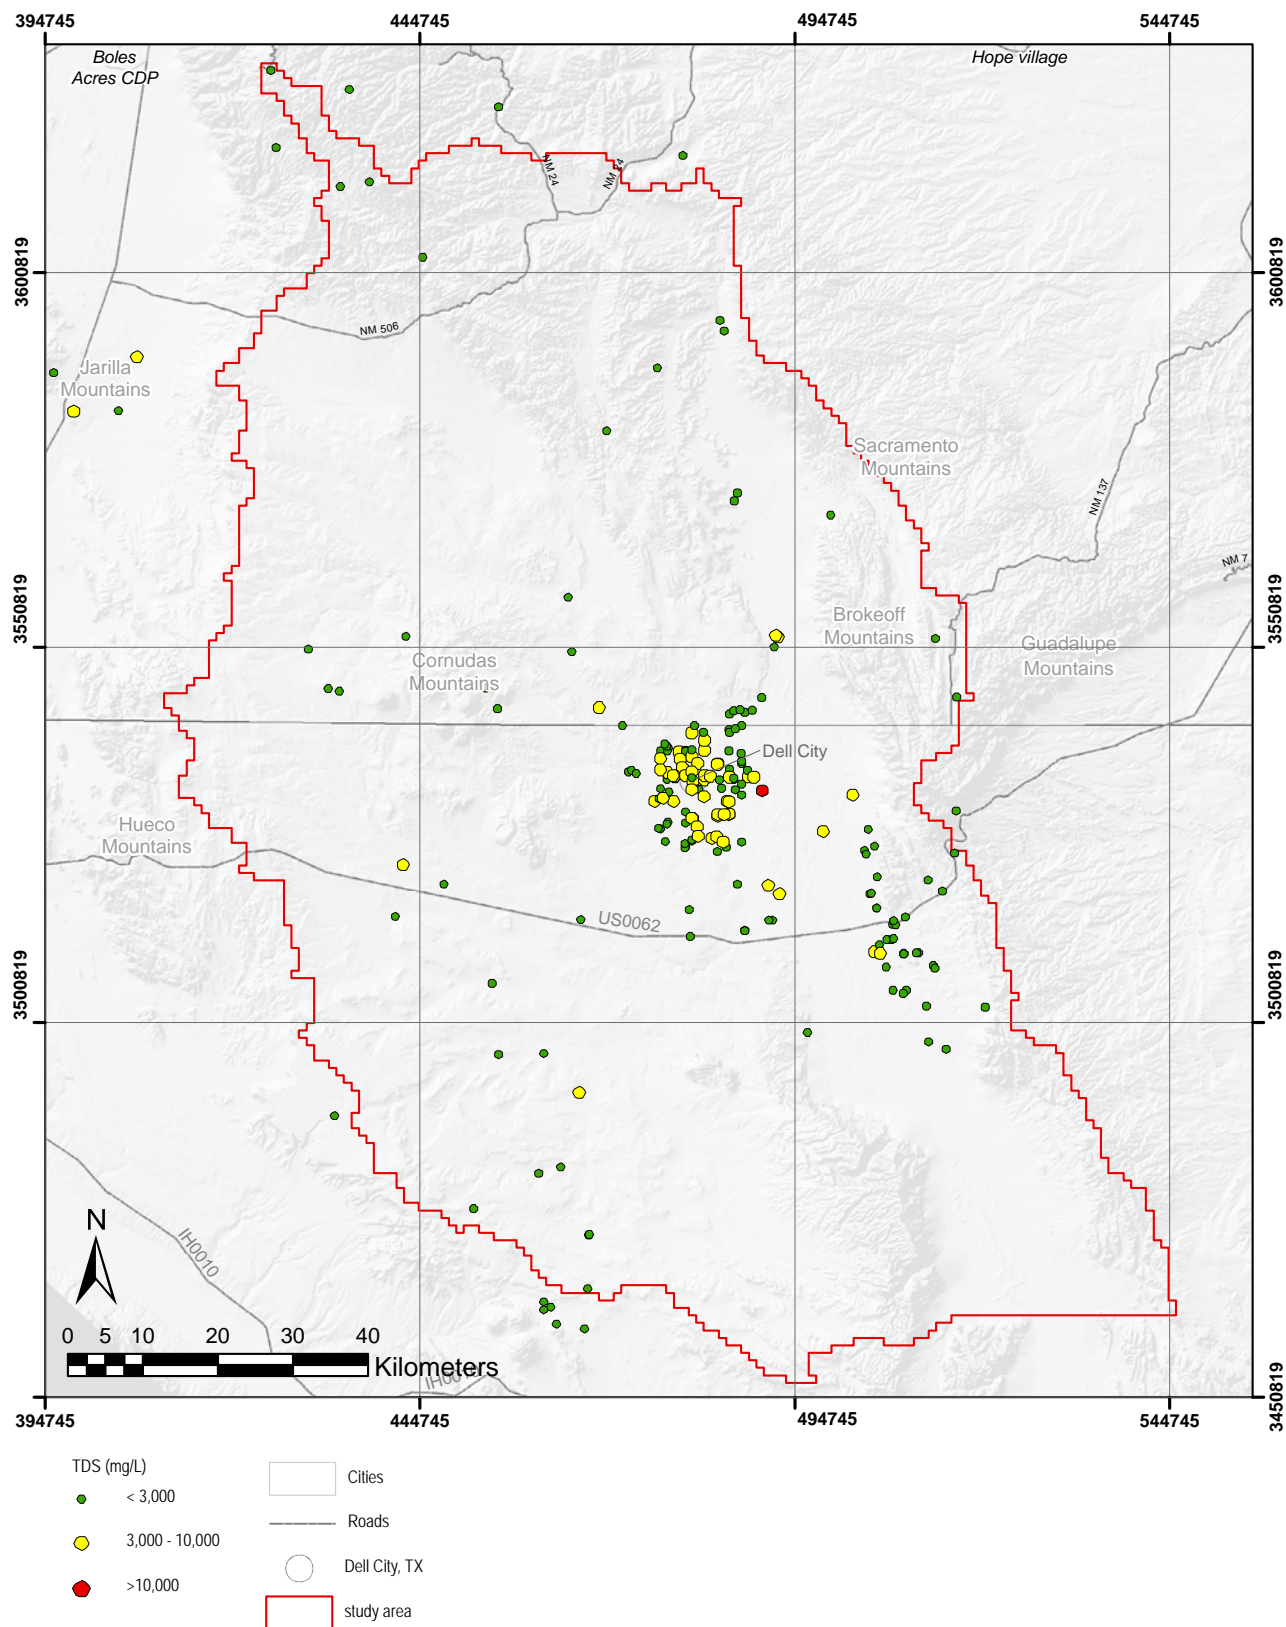 394745
444745
494745
544745
Boles
Acres CDP
Hope village
NM 24
NM 24
3600819
3600819
NM 506
Jarilla
Mountains
Sacramento
Mountains
NM 137
NM 7
3550819
3550819
Brokeoff
Mountains
Guadalupe
Mountains
Cornudas
Mountains
Dell City
Hueco
Mountains
US0062
3500819
3500819
N
IH0010
0 5 10 20 30 40
Kilometers
IH0010
3450819
394745
444745
494745
544745
TDS (mg/L)
< 3,000
3,000 - 10,000
>10,000
Cities
Roads
Dell City, TX
study area